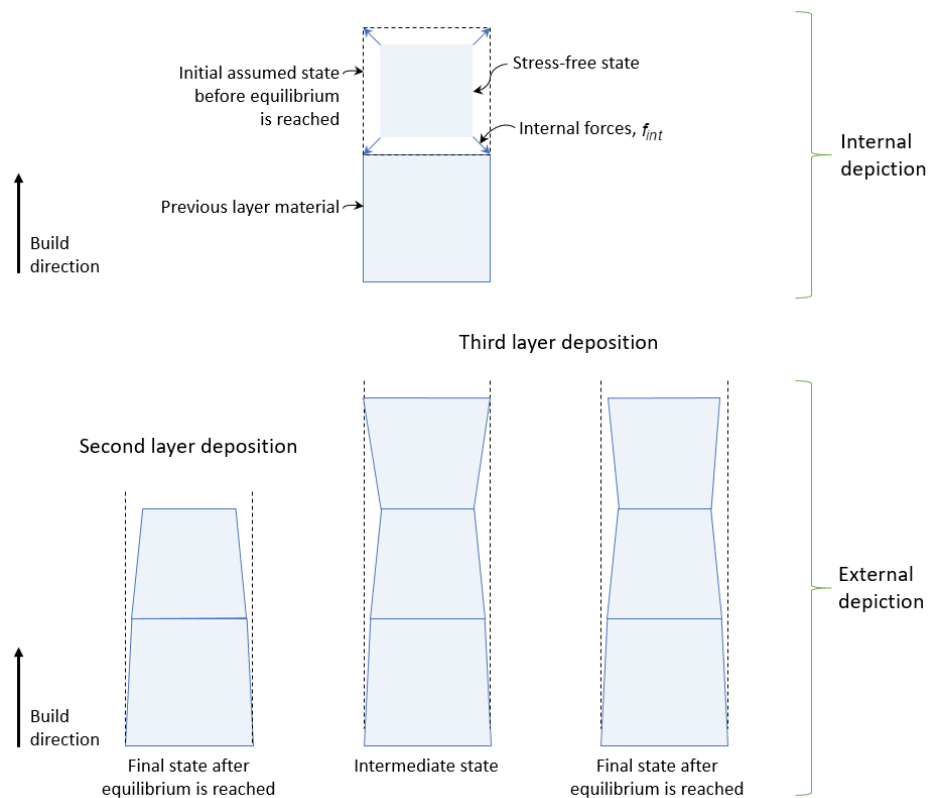 Initial assumed state
before equilibrium
is reached
Stress-free state
Internal forces, fint
Previous layer material
Build
direction
Internal
depiction
Third layer deposition
Second layer deposition
External
depiction
Build
direction
Final state after
equilibrium is reached
Intermediate state
Final state after
equilibrium is reached